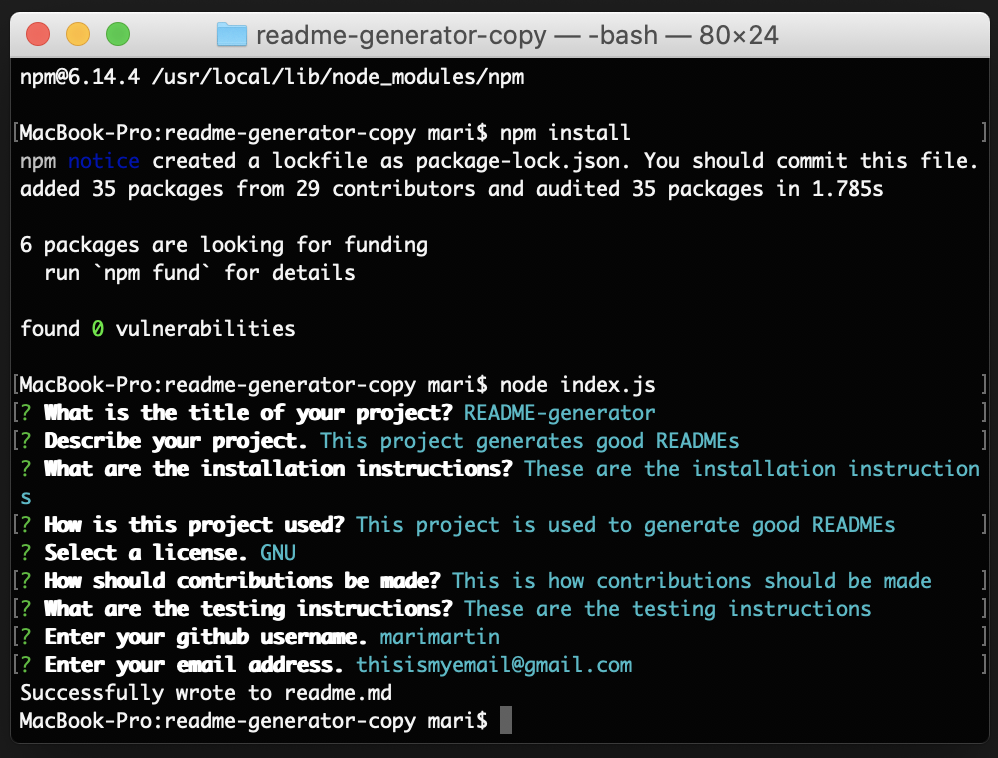 readme-generator-copy — -bash — 80×24
npm@6.14.4 /usr/local/lib/node_modules/npm
[MacBook-Pro:readme-generator-copy mari$ npm install ]
npm notice created a lockfile as package-lock.json. You should commit this file.
added 35 packages from 29 contributors and audited 35 packages in 1.785s
6 packages are looking for funding
  run `npm fund` for details
found 0 vulnerabilities
[MacBook-Pro:readme-generator-copy mari$ node index.js ]
[? What is the title of your project? README-generator ]
[? Describe your project. This project generates good READMEs ]
? What are the installation instructions? These are the installation instruction
s
[? How is this project used? This project is used to generate good READMEs ]
? Select a license. GNU
[? How should contributions be made? This is how contributions should be made ]
[? What are the testing instructions? These are the testing instructions ]
[? Enter your github username. marimartin ]
[? Enter your email address. thisismyemail@gmail.com ]
Successfully wrote to readme.md
MacBook-Pro:readme-generator-copy mari$